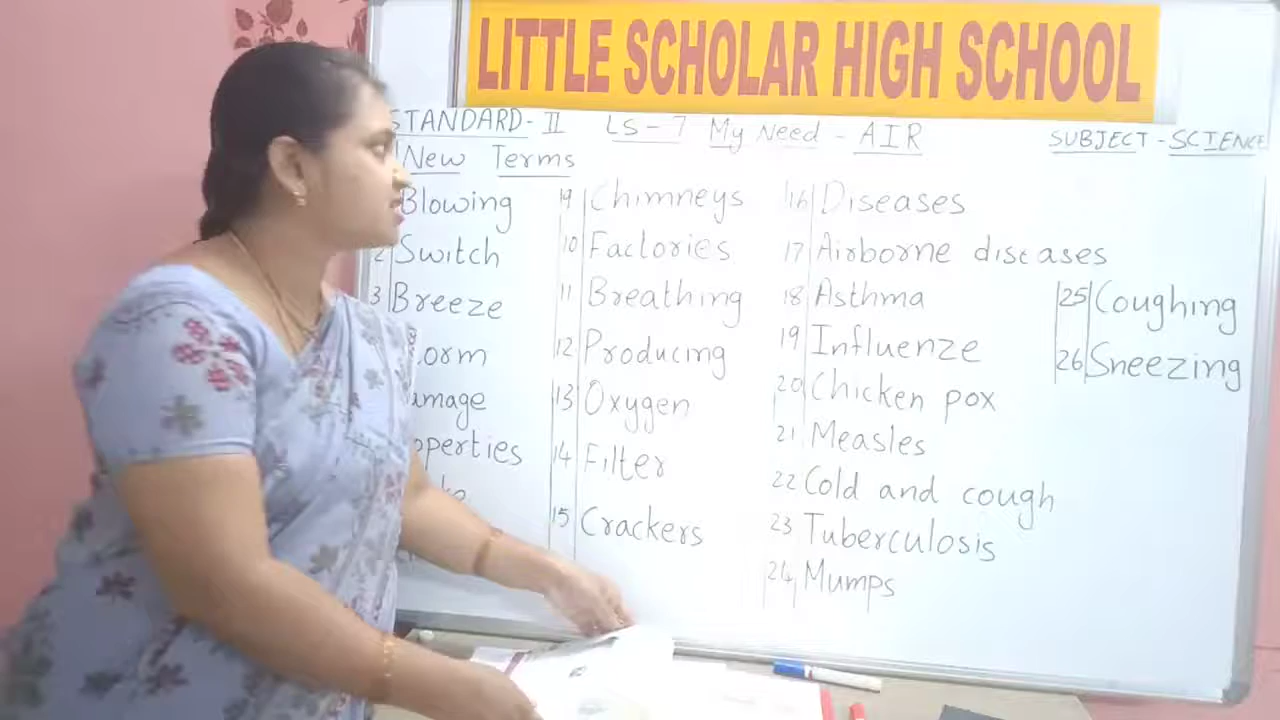 LITTLE SCHOLAR HIGH SCHOOL
STANDARD - II LS - 7 My Need - AIR SUBJECT - SCIENCE
New Terms
Blowing
2 Switch
3 Breeze
9 Chimneys
10 Factories
11 Breathing
12 Producing
13 Oxygen
14 Filter
15 Crackers
16 Diseases
17 Airborne diseases
18 Asthma
19 Influenze
20 Chicken pox
21 Measles
22 Cold and cough
23 Tuberculosis
24 Mumps
25 Coughing
26 Sneezing